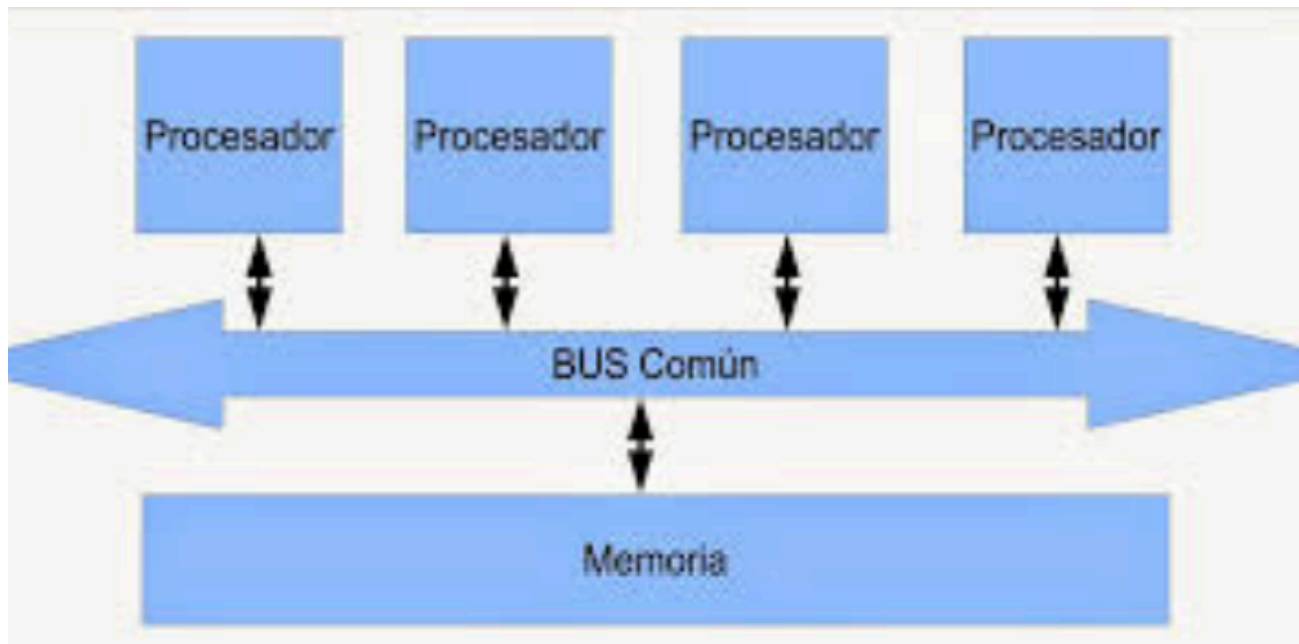 Procesador
Procesador
Procesador
Procesador
BUS Común
Memoria